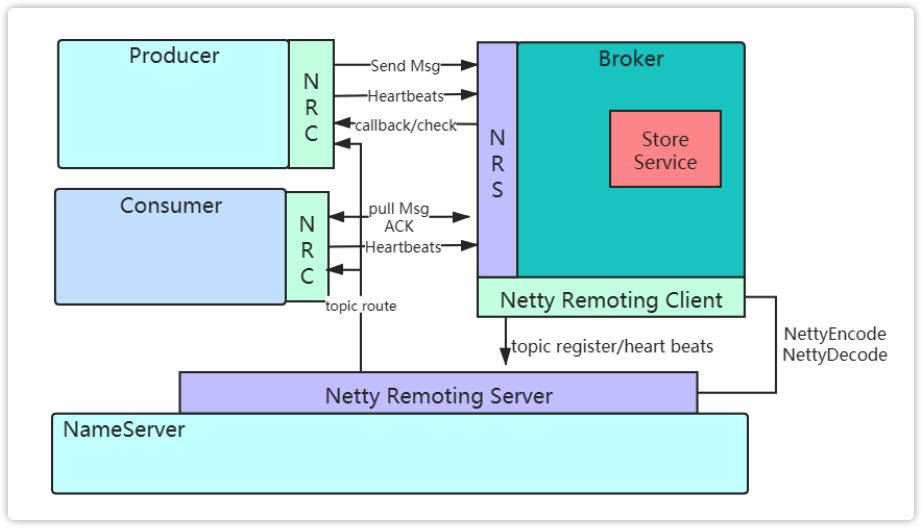 Producer
N
R
C
Send Msg
Heartbeats
callback/check
N
R
S
Broker
Store
Service
Consumer
N
R
C
pull Msg
ACK
Heartbeats
topic route
Netty Remoting Client
topic register/heart beats
NettyEncode
NettyDecode
Netty Remoting Server
NameServer